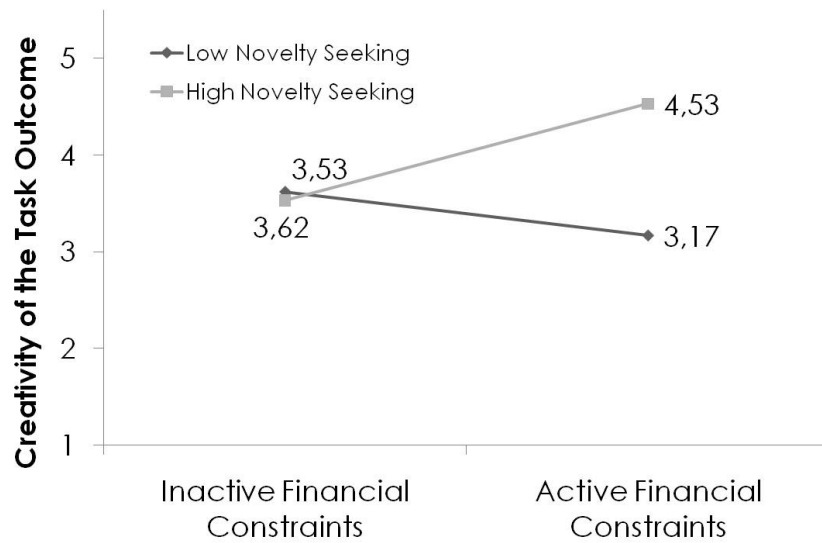 Creativity of the Task Outcome
5
4
3
2
1
Low Novelty Seeking
High Novelty Seeking
3,53
3,62
4,53
3,17
Inactive Financial
Constraints
Active Financial
Constraints